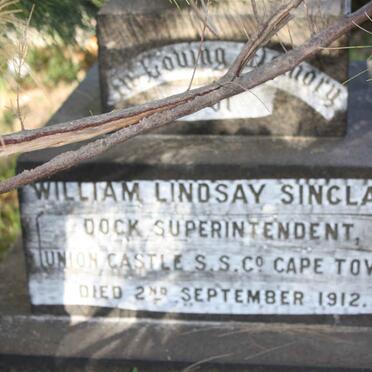 In Loving Memory
OF
WILLIAM LINDSAY SINCLA
DOCK SUPERINTENDENT,
UNION CASTLE S.S.Co CAPE TOW
DIED 2ND SEPTEMBER 1912.